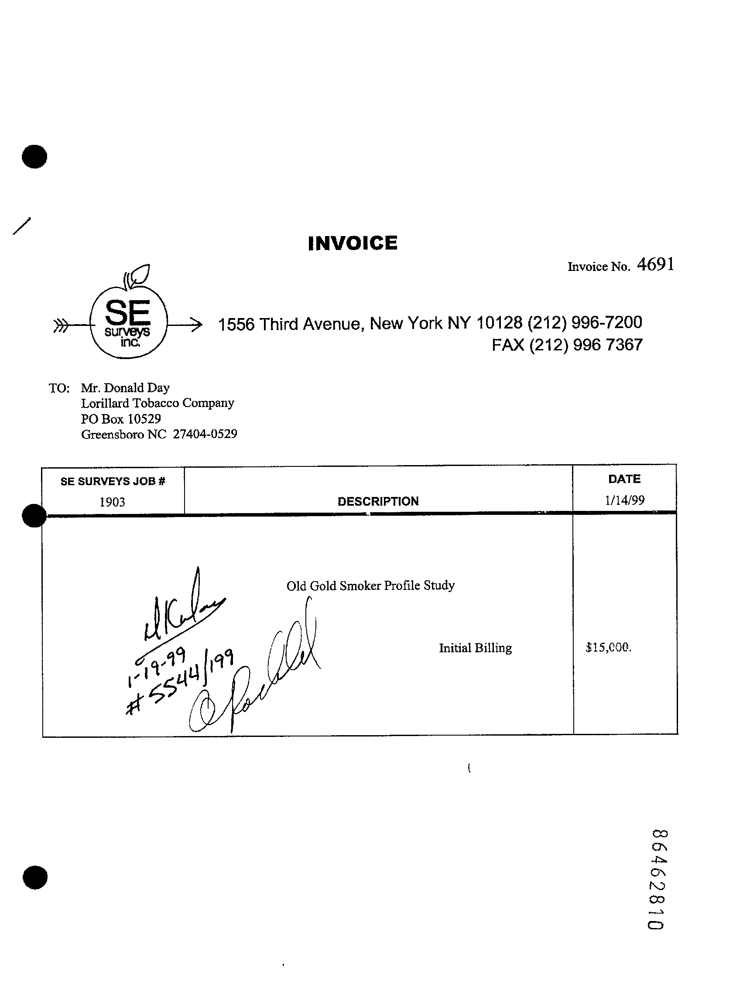 INVOICE
Invoice No. 4691
SE
surveys
inc.
1556 Third Avenue, New York NY 10128 (212) 996-7200
FAX (212) 996 7367
TO: Mr. Donald Day
Lorillard Tobacco Company
PO Box 10529
Greensboro NC 27404-0529
SE SURVEYS JOB # DATE
1903 DESCRIPTION 1/14/99
Old Gold Smoker Profile Study
Initial Billing $15,000.
1-19-99
# 5544/199
86462810